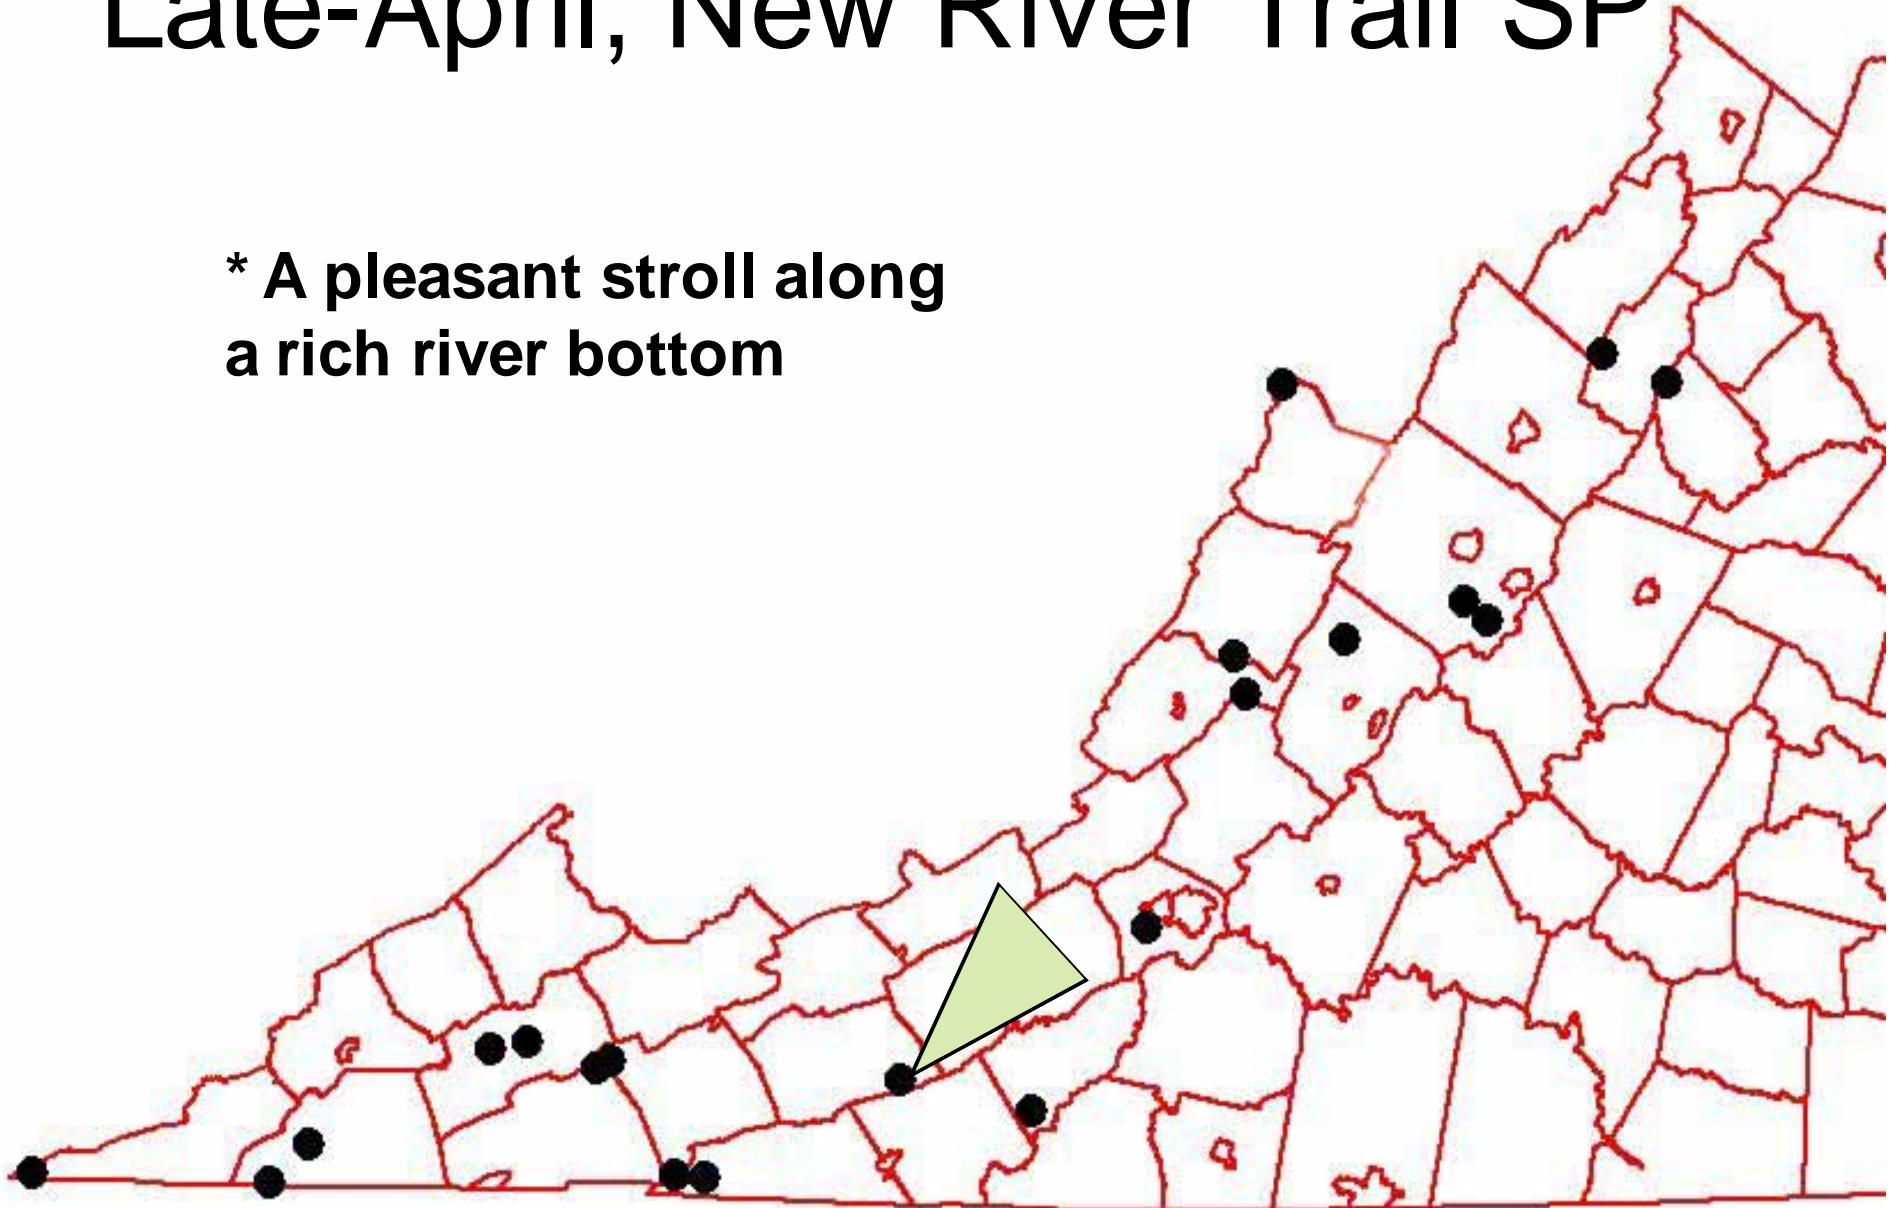 Late-April, New River Trail SP
* A pleasant stroll along
a rich river bottom